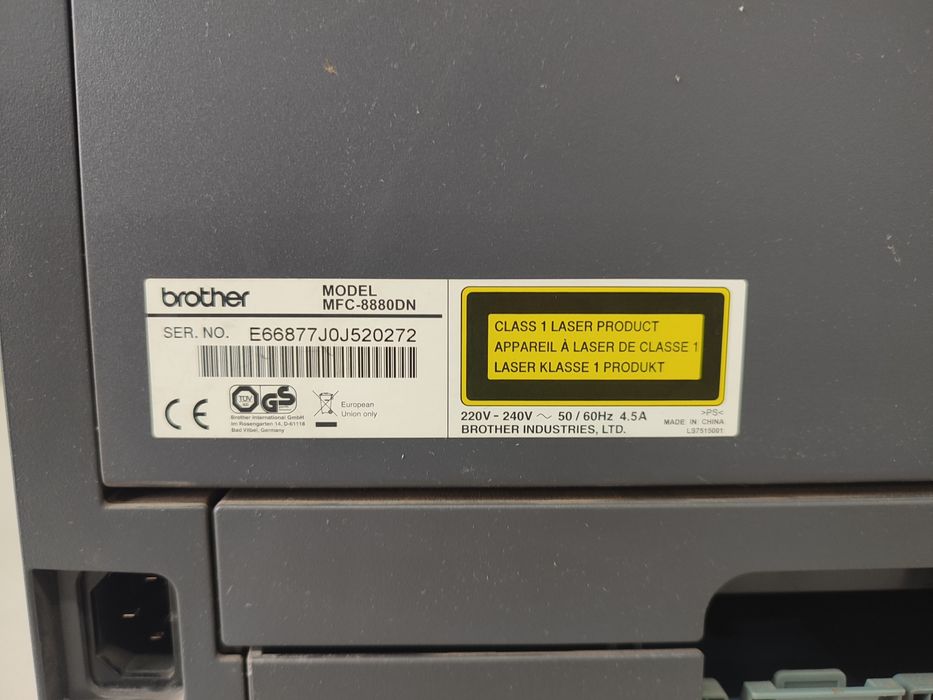 brother
MODEL
MFC-8880DN
SER. NO. E66877J0J520272
CE
TÜV
GS
Brother International GmbH
Im Rosengarten 14, D-61118
Bad Vilbel, Germany
European
Union only
CLASS 1 LASER PRODUCT
APPAREIL À LASER DE CLASSE 1
LASER KLASSE 1 PRODUKT
220V - 240V ~ 50 / 60Hz 4.5A
BROTHER INDUSTRIES, LTD.
>PS<
MADE IN CHINA
LS7515001